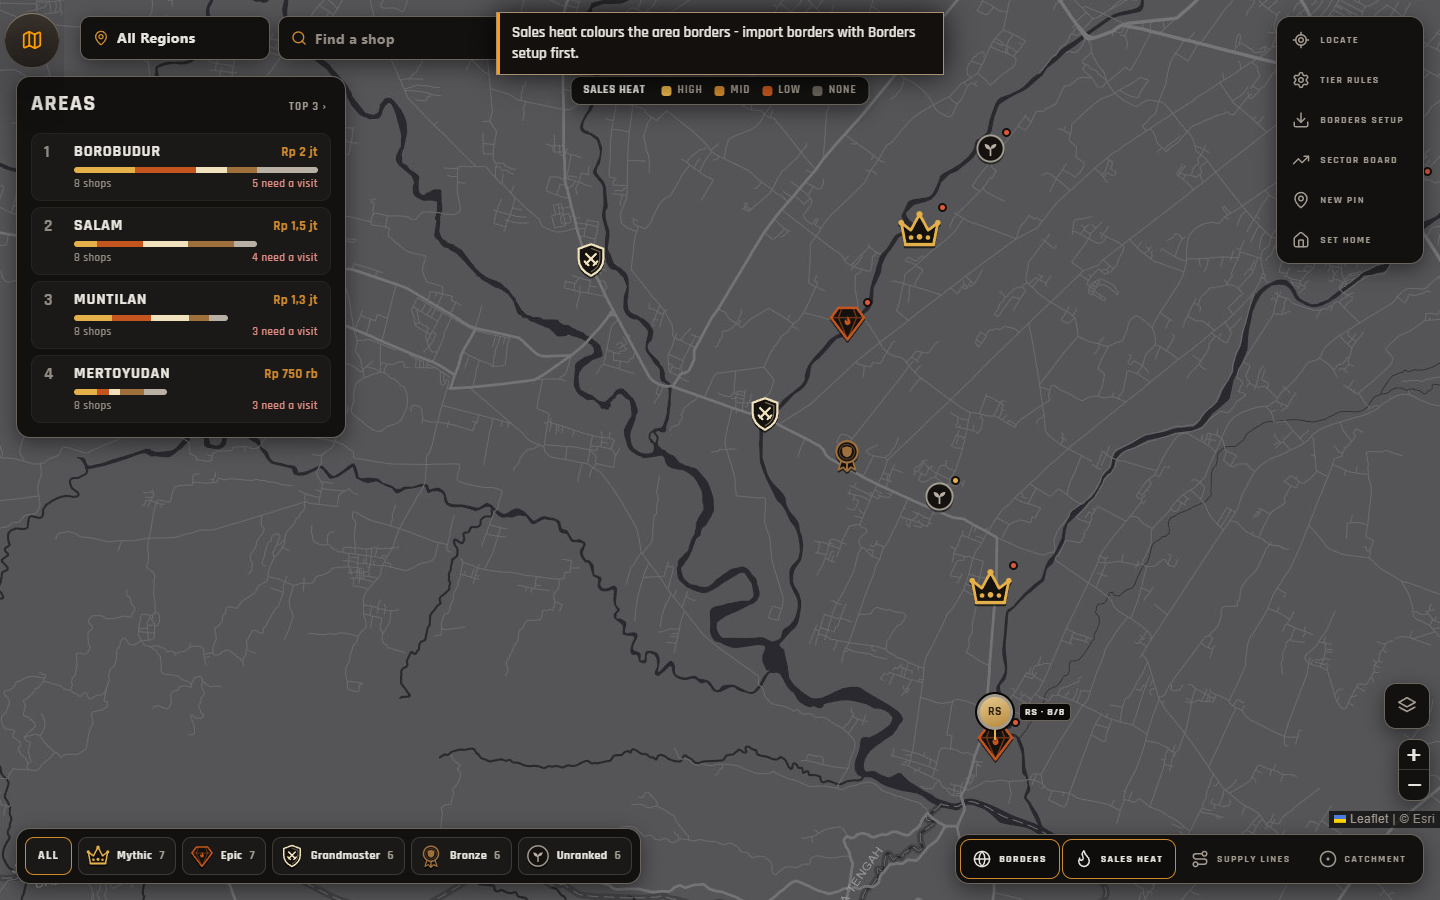 All Regions
Find a shop
Sales heat colours the area borders - import borders with Borders
setup first.
SALES HEAT HIGH MID LOW NONE
AREAS TOP 3 ›
1 BOROBUDUR Rp 2 jt
8 shops 5 need a visit
2 SALAM Rp 1,5 jt
8 shops 4 need a visit
3 MUNTILAN Rp 1,3 jt
8 shops 3 need a visit
4 MERTOYUDAN Rp 750 rb
8 shops 3 need a visit
LOCATE
TIER RULES
BORDERS SETUP
SECTOR BOARD
NEW PIN
SET HOME
RS
RS · 8/8
+
−
Leaflet | © Esri
A TENGAH
ALL
Mythic 7
Epic 7
Grandmaster 6
Bronze 6
Unranked 6
BORDERS
SALES HEAT
SUPPLY LINES
CATCHMENT